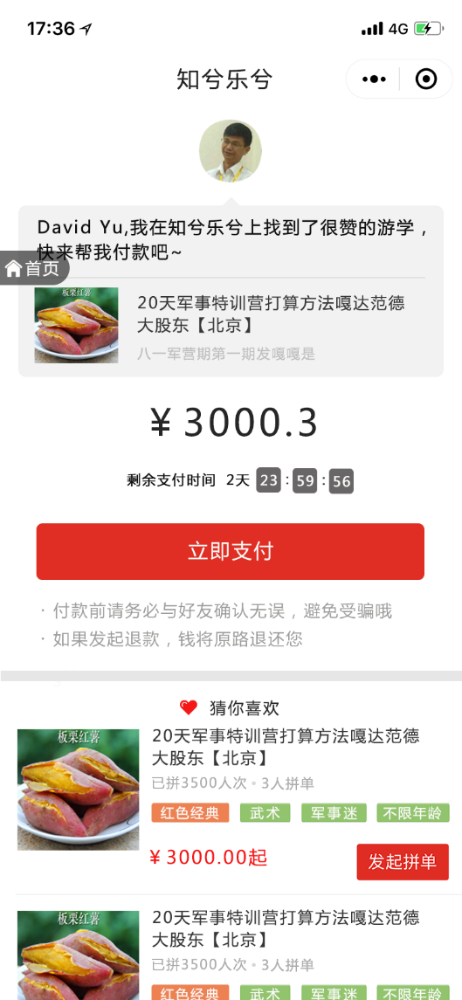 17:36
4G
知兮乐兮
David Yu,我在知兮乐兮上找到了很赞的游学，
快来帮我付款吧~
首页
板栗红薯
20天军事特训营打算方法嘎达范德
大股东【北京】
八一军营期第一期发嘎嘎是
¥ 3000.3
剩余支付时间 2天 23 : 59 : 56
立即支付
· 付款前请务必与好友确认无误，避免受骗哦
· 如果发起退款，钱将原路退还您
猜你喜欢
板栗红薯
20天军事特训营打算方法嘎达范德
大股东【北京】
已拼3500人次 • 3人拼单
红色经典 武术 军事迷 不限年龄
¥ 3000.00起
发起拼单
板栗红薯
20天军事特训营打算方法嘎达范德
大股东【北京】
已拼3500人次 • 3人拼单
红色经典 武术 军事迷 不限年龄